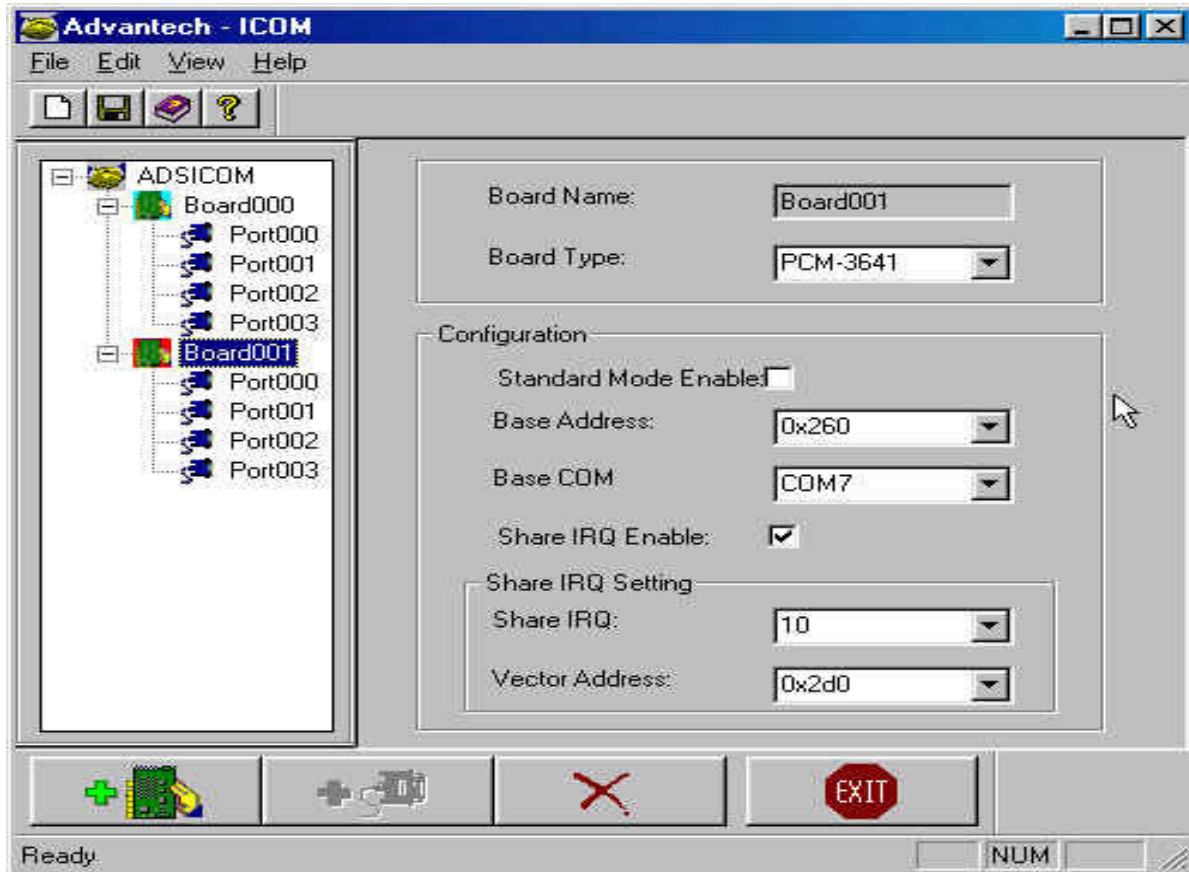 Advantech - ICOM
File Edit View Help
ADSICOM
Board000
Port000
Port001
Port002
Port003
Board001
Port000
Port001
Port002
Port003
Board Name: Board001
Board Type: PCM-3641
Configuration
Standard Mode Enable:
Base Address: 0x260
Base COM COM7
Share IRQ Enable:
Share IRQ Setting
Share IRQ: 10
Vector Address: 0x2d0
EXIT
Ready NUM